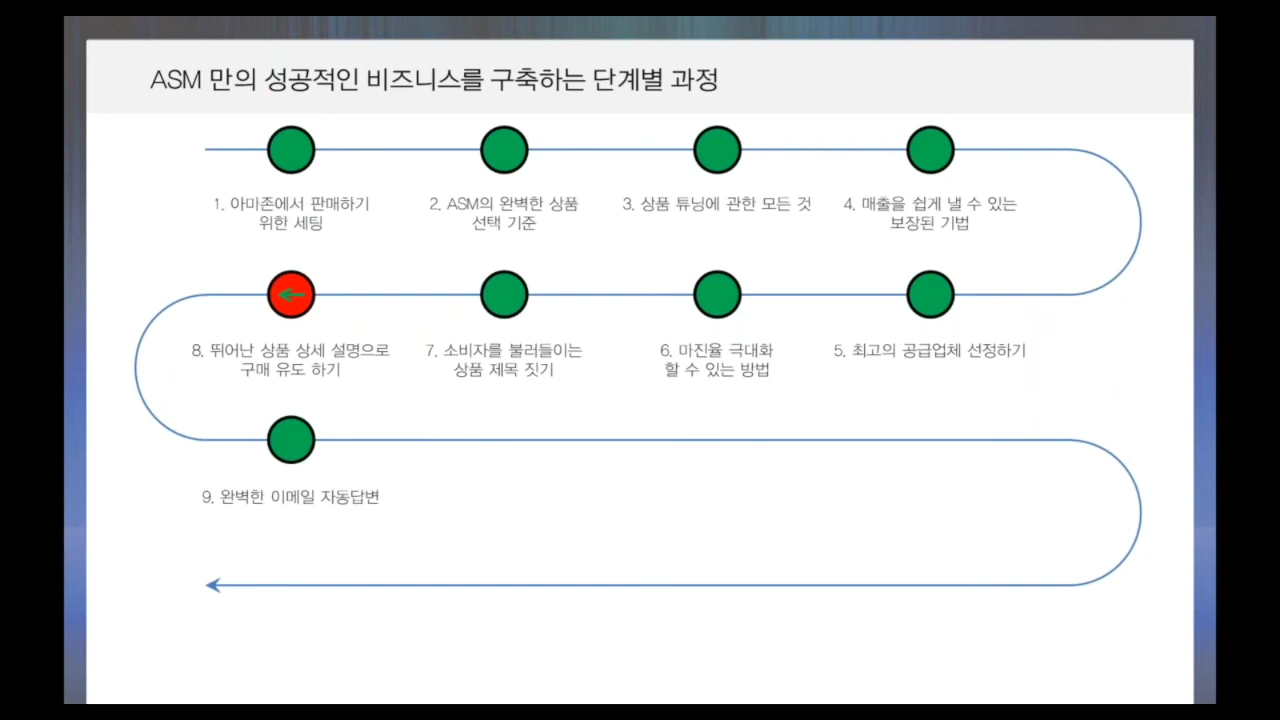 ASM 만의 성공적인 비즈니스를 구축하는 단계별 과정
1. 아마존에서 판매하기
위한 세팅
2. ASM의 완벽한 상품
선택 기준
3. 상품 튜닝에 관한 모든 것
4. 매출을 쉽게 낼 수 있는
보장된 기법
8. 뛰어난 상품 상세 설명으로
구매 유도 하기
7. 소비자를 불러들이는
상품 제목 짓기
6. 마진율 극대화
할 수 있는 방법
5. 최고의 공급업체 선정하기
9. 완벽한 이메일 자동답변